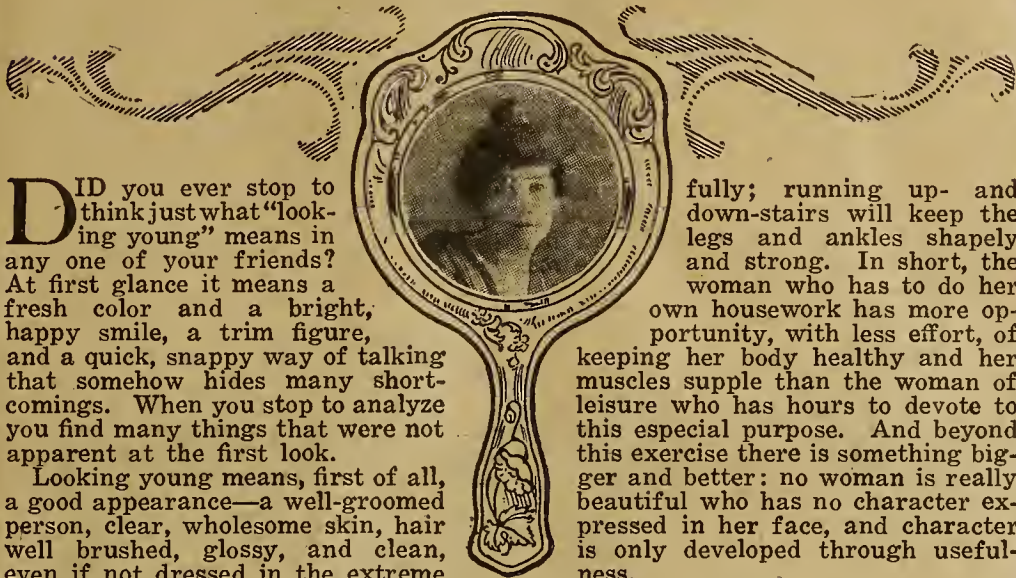 DID you ever stop to
think just what "look-
ing young" means in
any one of your friends?
At first glance it means a
fresh color and a bright,
happy smile, a trim figure,
and a quick, snappy way of talking
that somehow hides many short-
comings. When you stop to analyze
you find many things that were not
apparent at the first look.
Looking young means, first of all,
a good appearance—a well-groomed
person, clear, wholesome skin, hair
well brushed, glossy, and clean,
even if not dressed in the extreme
fully; running up- and
down-stairs will keep the
legs and ankles shapely
and strong. In short, the
woman who has to do her
own housework has more op-
portunity, with less effort, of
keeping her body healthy and her
muscles supple than the woman of
leisure who has hours to devote to
this especial purpose. And beyond
this exercise there is something big-
ger and better: no woman is really
beautiful who has no character ex-
pressed in her face, and character
is only developed through useful-
ness.